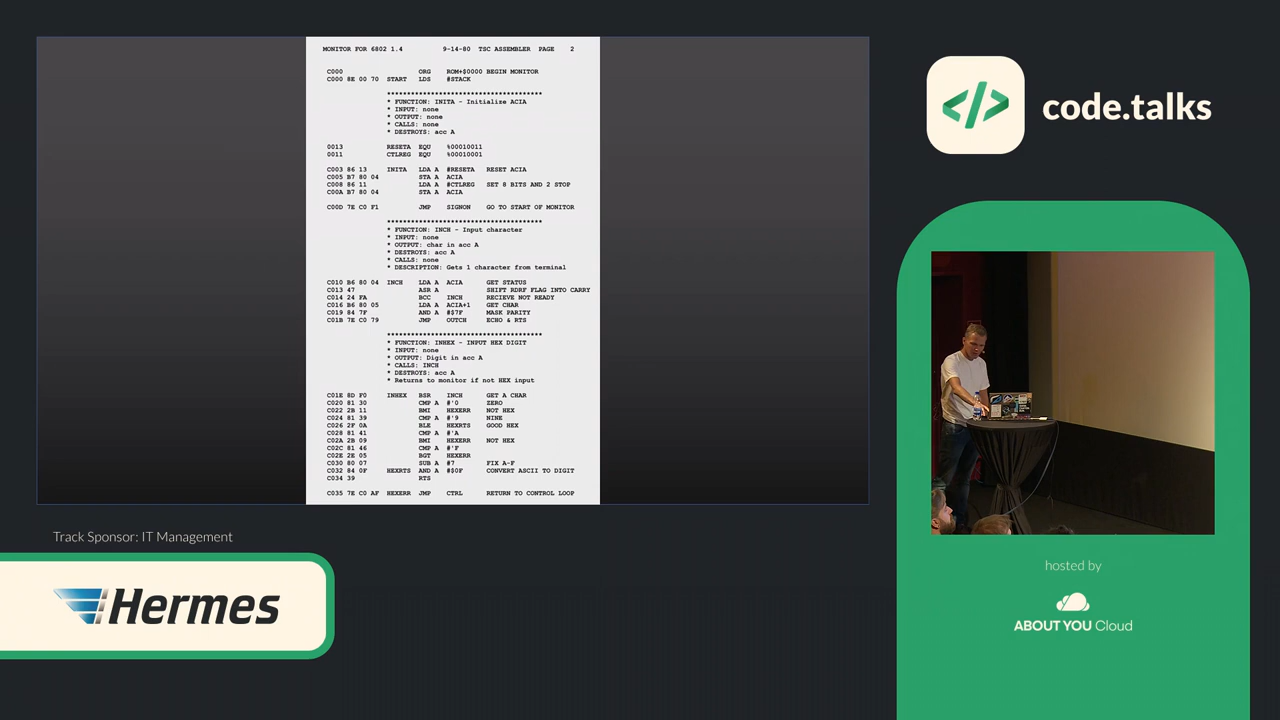 MONITOR FOR 6802 1.4 9-14-80 TSC ASSEMBLER PAGE 2
C000 ORG ROM+$0000 BEGIN MONITOR
C000 8E 00 70 START LDS #STACK
***************************************
* FUNCTION: INITA - Initialize ACIA
* INPUT: none
* OUTPUT: none
* CALLS: none
* DESTROYS: acc A
0013 RESETA EQU %00010011
0011 CTLREG EQU %00010001
C003 86 13 INITA LDA A #RESETA RESET ACIA
C005 B7 80 04 STA A ACIA
C008 86 11 LDA A #CTLREG SET 8 BITS AND 2 STOP
C00A B7 80 04 STA A ACIA
C00D 7E C0 F1 JMP SIGNON GO TO START OF MONITOR
***************************************
* FUNCTION: INCH - Input character
* INPUT: none
* OUTPUT: char in acc A
* DESTROYS: acc A
* CALLS: none
* DESCRIPTION: Gets 1 character from terminal
C010 B6 80 04 INCH LDA A ACIA GET STATUS
C013 47 ASR A SHIFT RDRF FLAG INTO CARRY
C014 24 FA BCC INCH RECIEVE NOT READY
C016 B6 80 05 LDA A ACIA+1 GET CHAR
C019 84 7F AND A #$7F MASK PARITY
C01B 7E C0 79 JMP OUTCH ECHO & RTS
***************************************
* FUNCTION: INHEX - INPUT HEX DIGIT
* INPUT: none
* OUTPUT: Digit in acc A
* CALLS: INCH
* DESTROYS: acc A
* Returns to monitor if not HEX input
C01E 8D F0 INHEX BSR INCH GET A CHAR
C020 81 30 CMP A #'0 ZERO
C022 2B 11 BMI HEXERR NOT HEX
C024 81 39 CMP A #'9 NINE
C026 2F 0A BLE HEXRTS GOOD HEX
C028 81 41 CMP A #'A
C02A 2B 09 BMI HEXERR NOT HEX
C02C 81 46 CMP A #'F
C02E 2E 05 BGT HEXERR
C030 80 07 SUB A #7 FIX A-F
C032 84 0F HEXRTS AND A #$0F CONVERT ASCII TO DIGIT
C034 39 RTS
C035 7E C0 AF HEXERR JMP CTRL RETURN TO CONTROL LOOP
Track Sponsor: IT Management
Hermes
</> code.talks
hosted by
ABOUT YOU Cloud